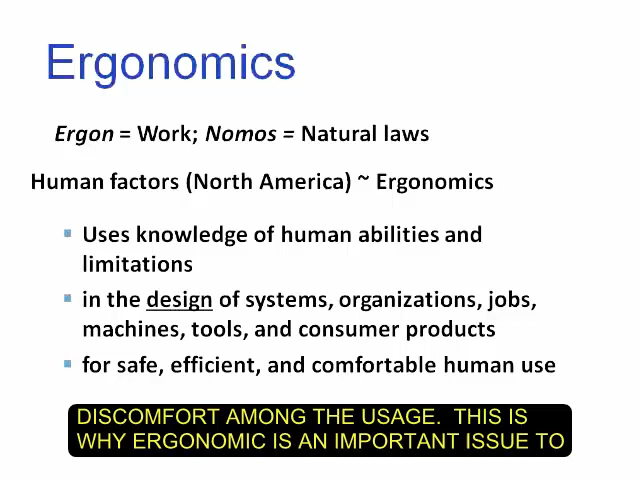 Ergonomics
Ergon = Work; Nomos = Natural laws
Human factors (North America) ~ Ergonomics
Uses knowledge of human abilities and
limitations
in the design of systems, organizations, jobs,
machines, tools, and consumer products
for safe, efficient, and comfortable human use
DISCOMFORT AMONG THE USAGE.  THIS IS
WHY ERGONOMIC IS AN IMPORTANT ISSUE TO